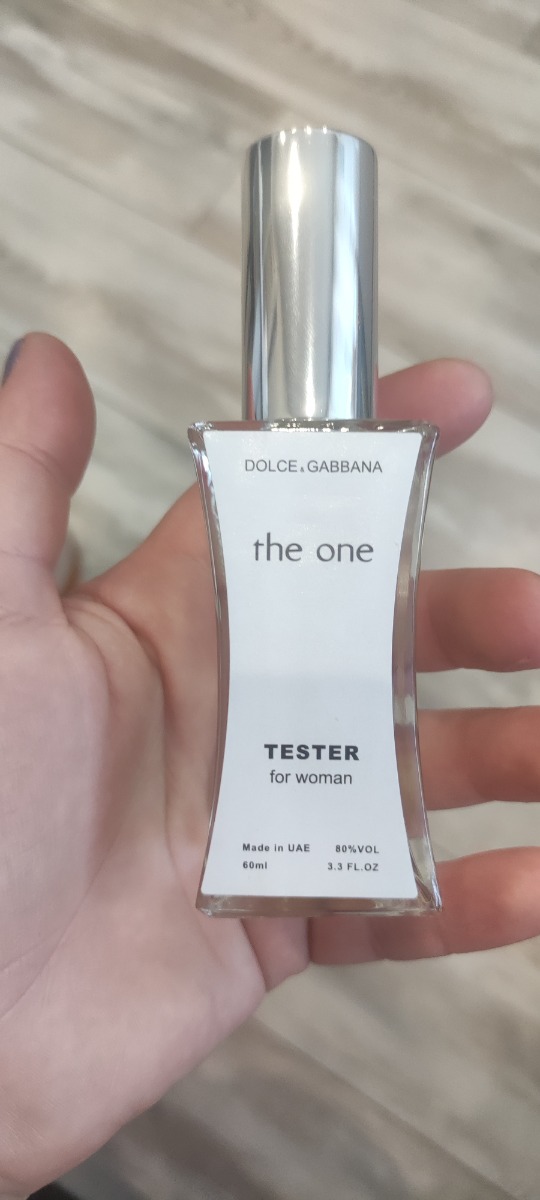 DOLCE & GABBANA
the one
TESTER
for woman
Made in UAE 80%VOL
60ml 3.3 FL.OZ